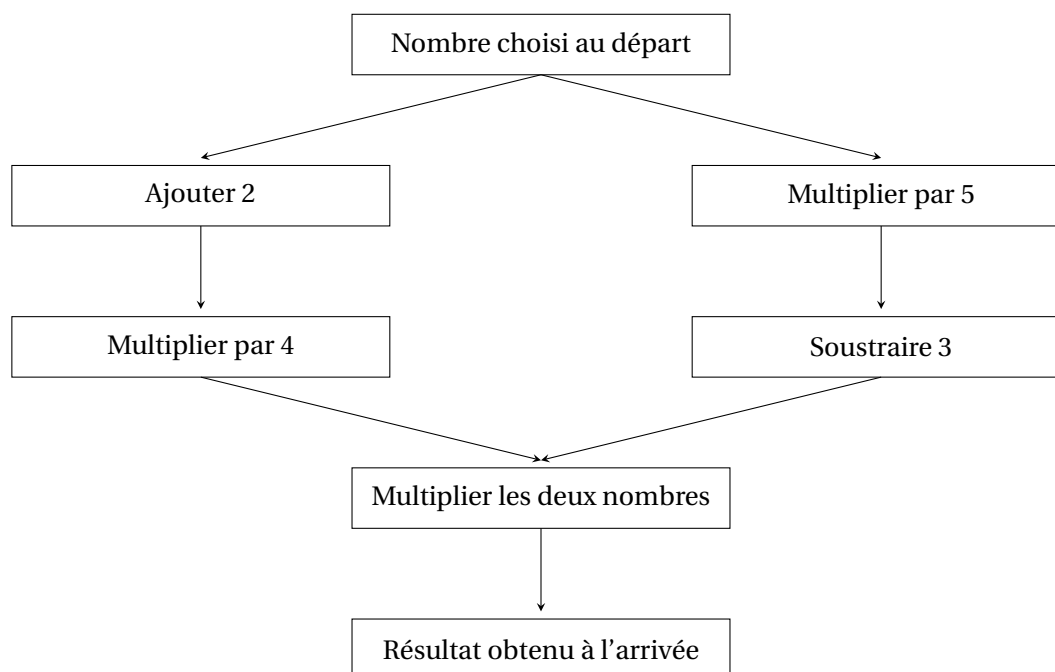 Nombre choisi au départ
Ajouter 2
Multiplier par 5
Multiplier par 4
Soustraire 3
Multiplier les deux nombres
Résultat obtenu à l'arrivée